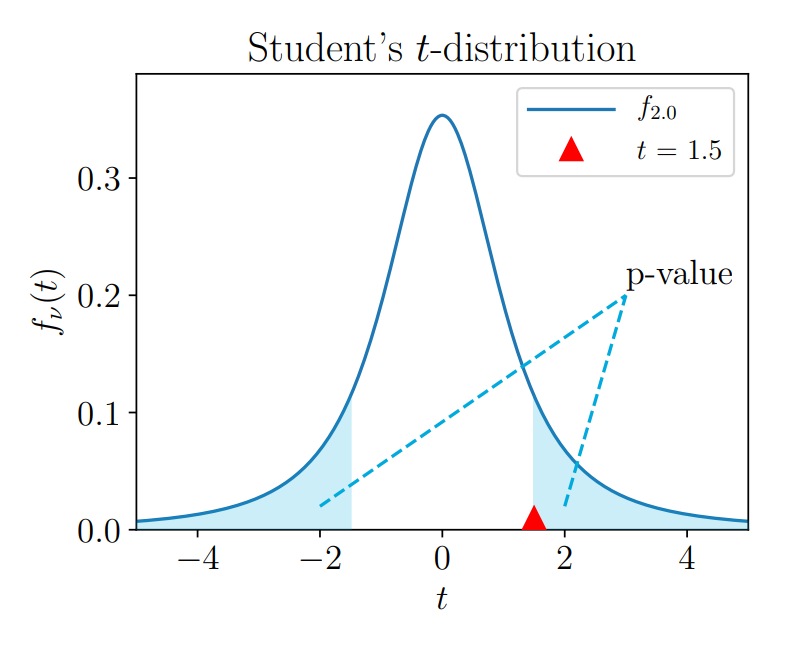 Student's t-distribution
f₂.₀
t = 1.5
p-value
f_ν(t)
0.3
0.2
0.1
0.0
−4 −2 0 2 4
t